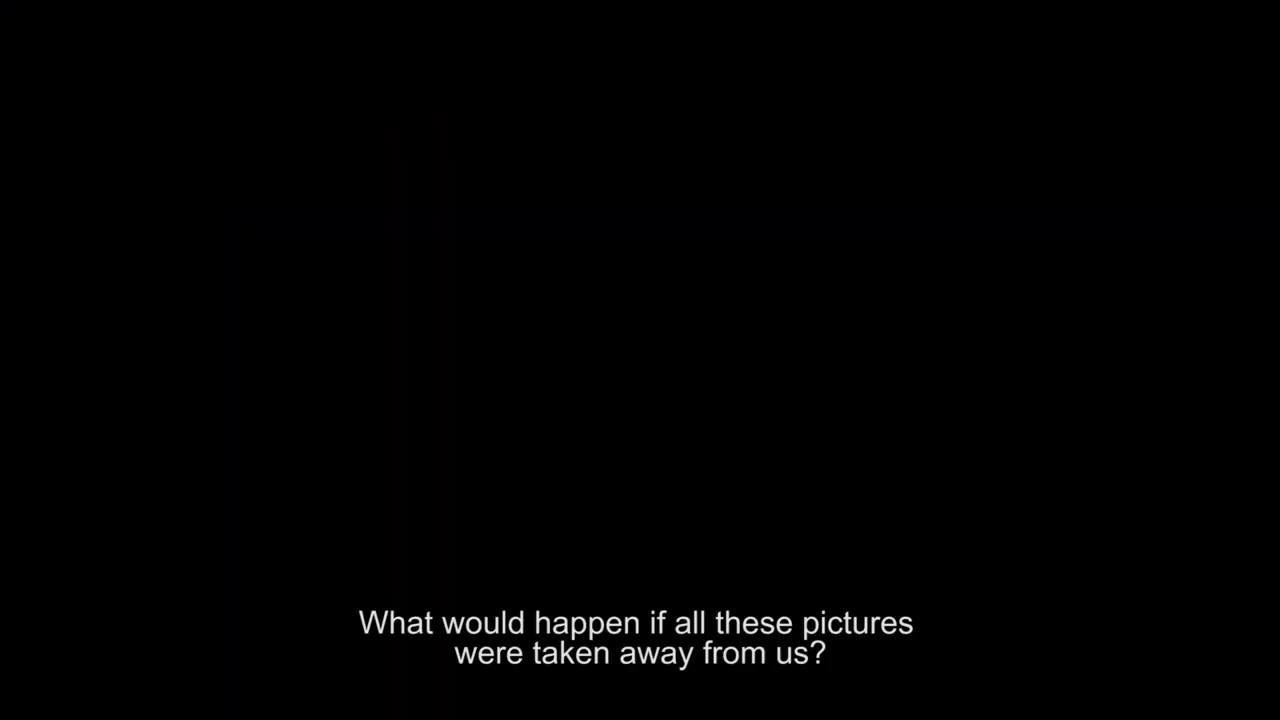 What would happen if all these pictures
were taken away from us?